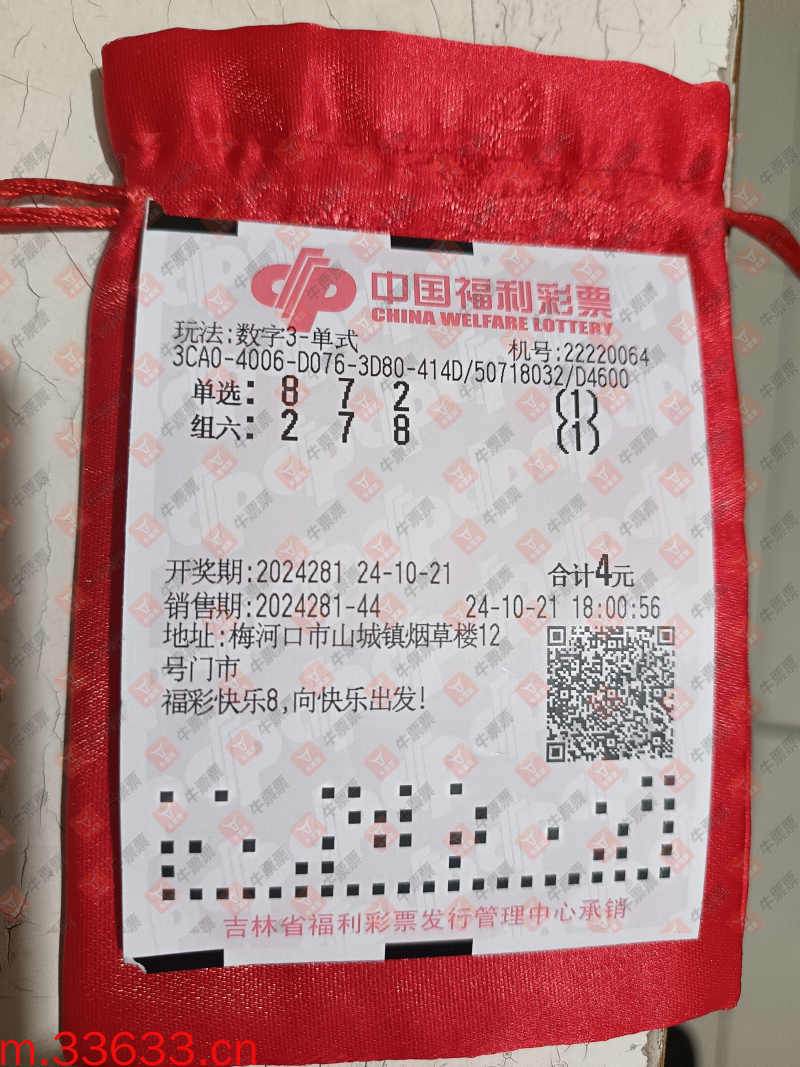 中国福利彩票
CHINA WELFARE LOTTERY
玩法:数字3-单式 机号:22220064
3CA0-4006-D076-3D80-414D/50718032/D4600
单选: 8 7 2 (1)
组六: 2 7 8 (1)
开奖期:2024281 24-10-21 合计4元
销售期:2024281-44 24-10-21 18:00:56
地址:梅河口市山城镇烟草楼12
号门市
福彩快乐8,向快乐出发!
吉林省福利彩票发行管理中心承销
m.33633.cn
牛票票